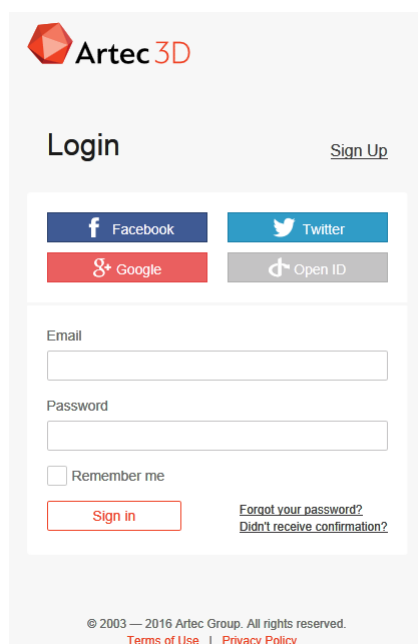 Artec 3D
Login
Sign Up
Facebook
Twitter
Google
Open ID
Email
Password
Remember me
Sign in
Forgot your password?
Didn't receive confirmation?
© 2003 — 2016 Artec Group. All rights reserved.
Terms of Use | Privacy Policy